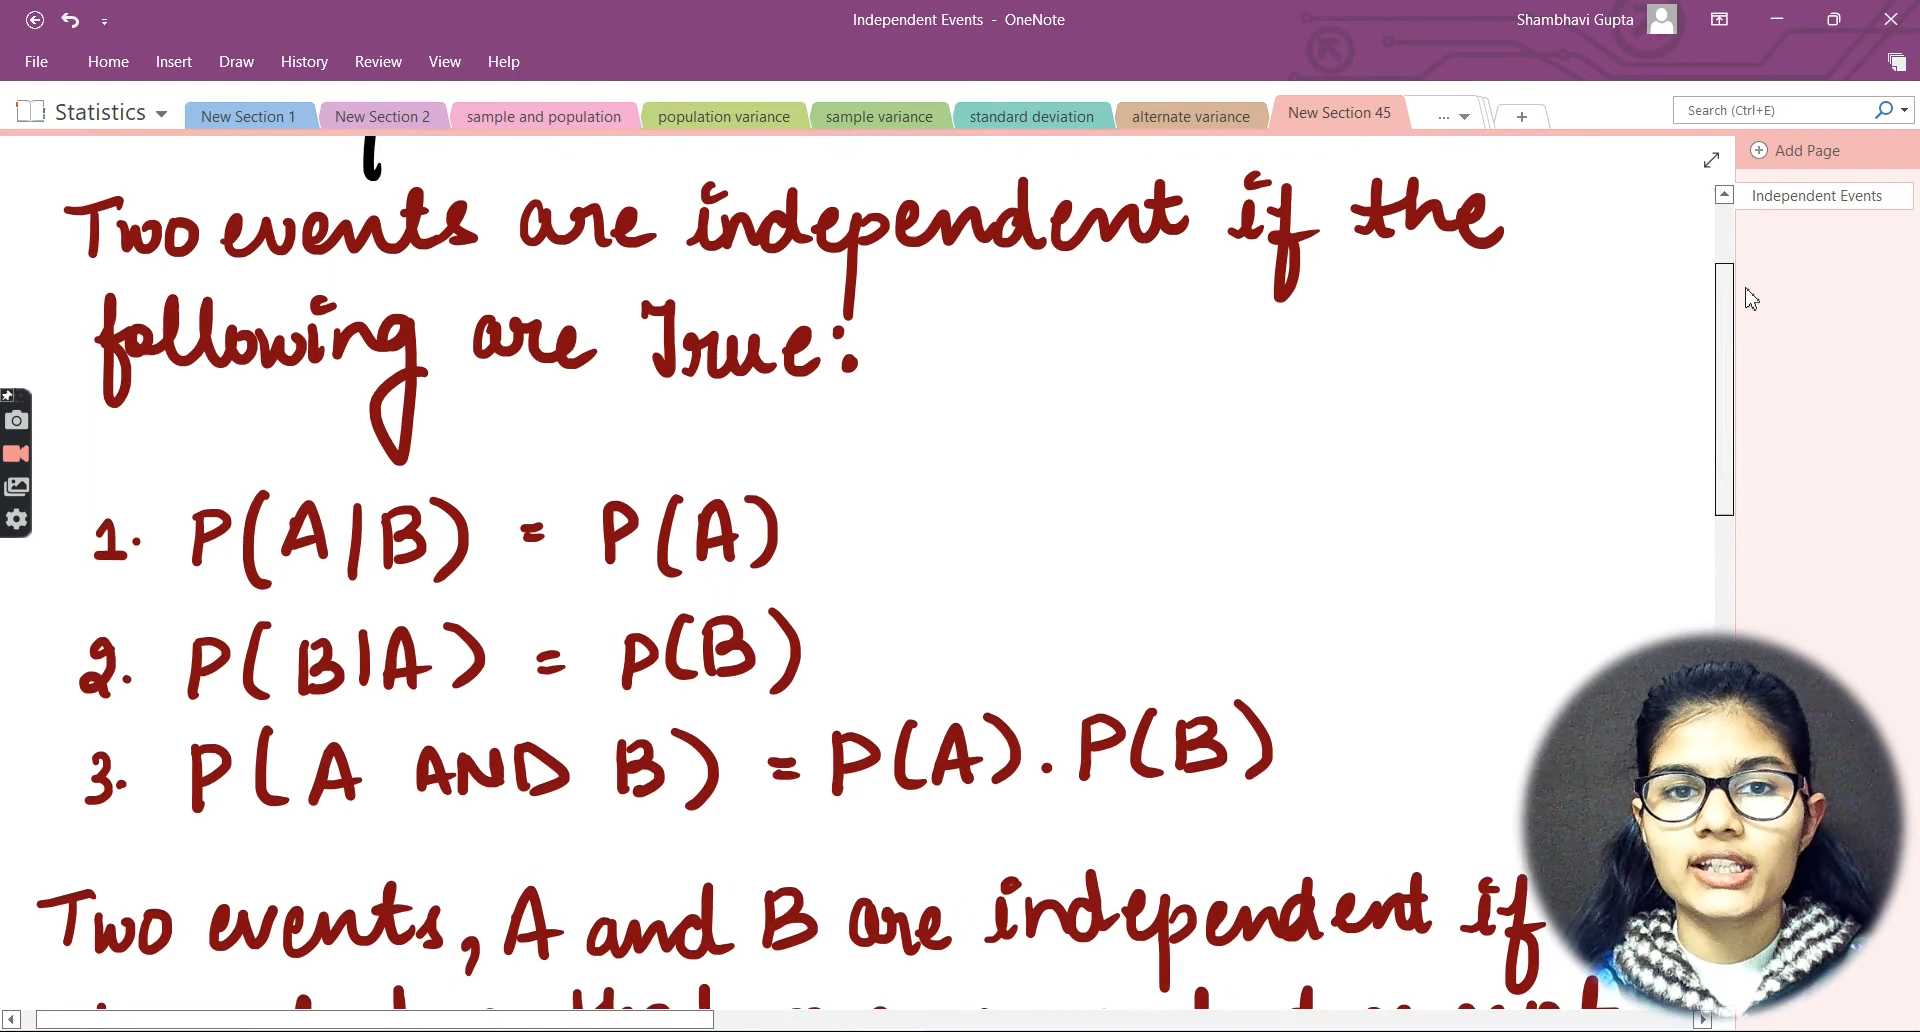 Independent Events - OneNote
Shambhavi Gupta
File Home Insert Draw History Review View Help
Statistics
New Section 1
New Section 2
sample and population
population variance
sample variance
standard deviation
alternate variance
New Section 45
...
Search (Ctrl+E)
Add Page
Independent Events
Two events are independent if the
following are True:
1. P(A|B) = P(A)
2. P(B|A) = P(B)
3. P(A AND B) = P(A).P(B)
Two events, A and B are independent if